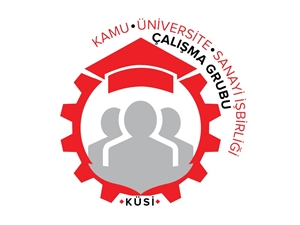 KAMU•ÜNİVERSİTE•SANAYİ İŞBİRLİĞİ
ÇALIŞMA GRUBU
•KÜSİ•